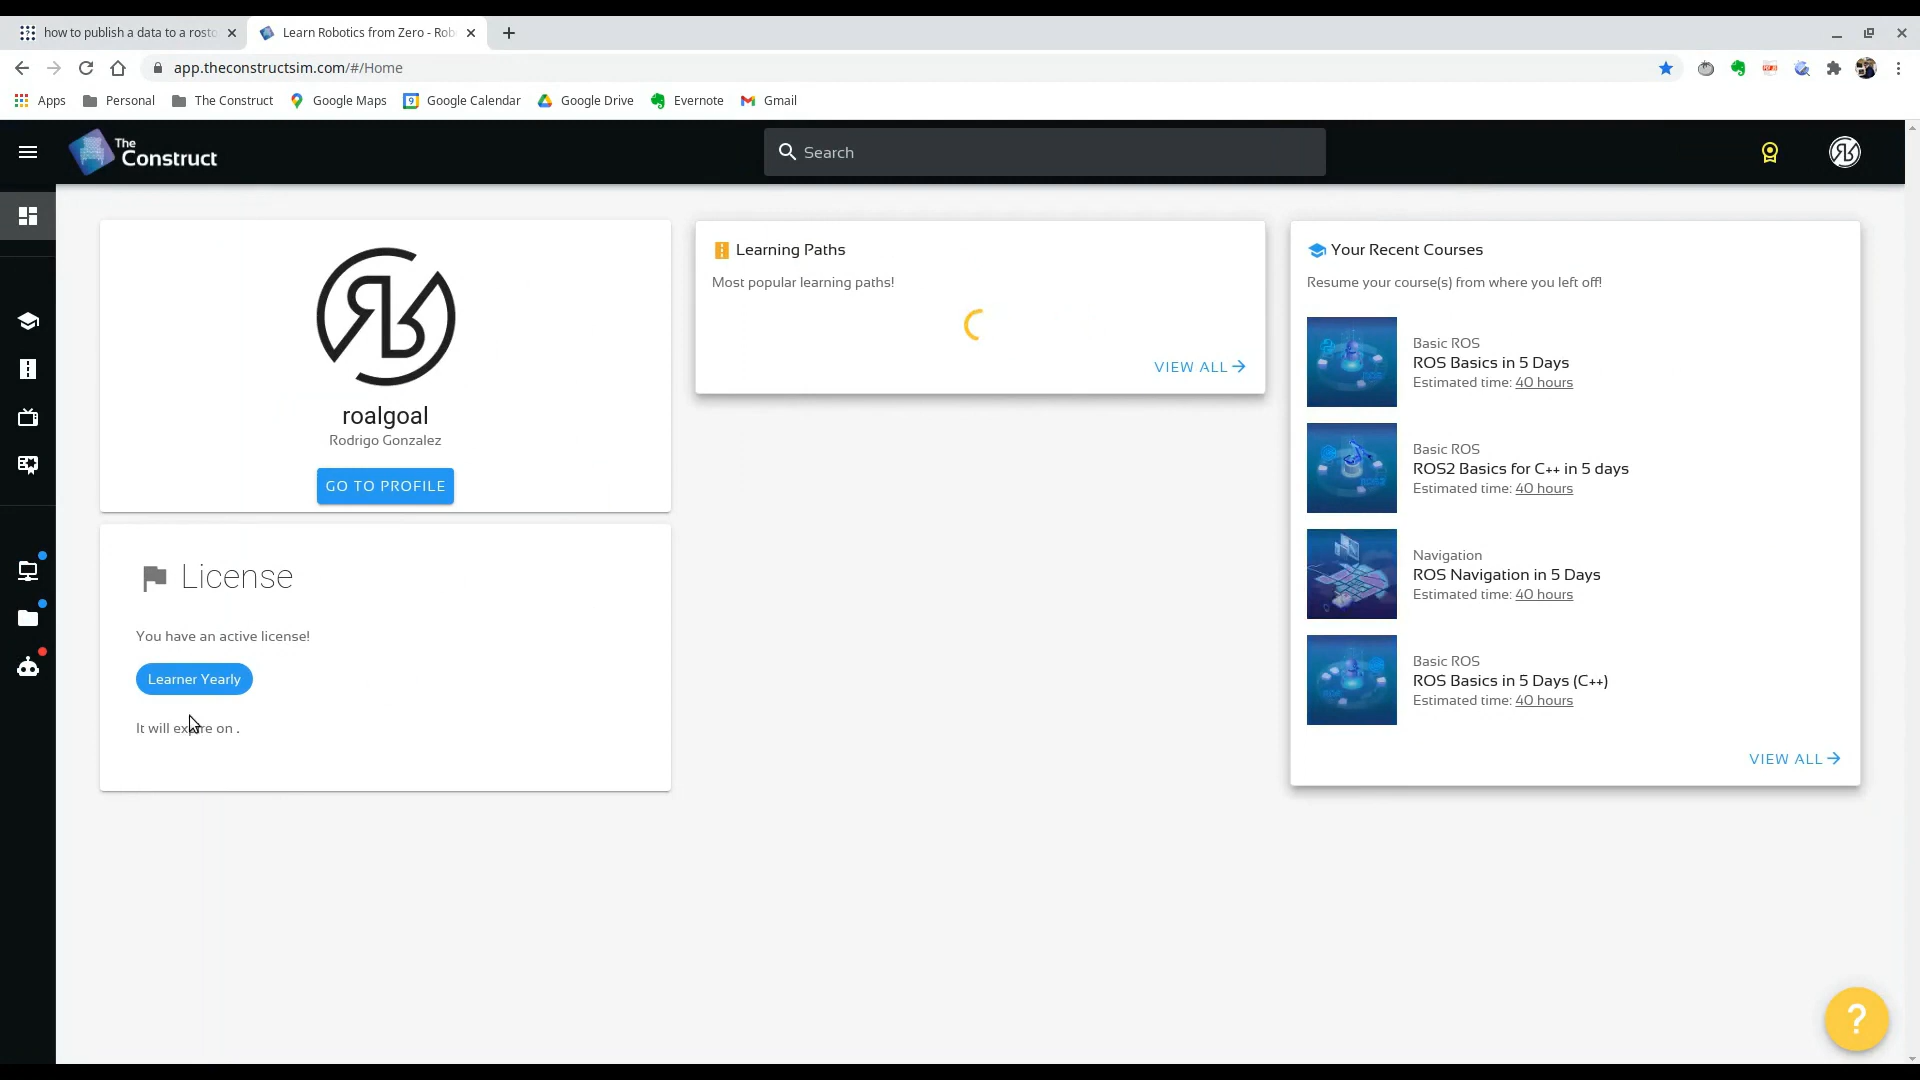 how to publish a data to a rosto
Learn Robotics from Zero - Rob
app.theconstructsim.com/#/Home
Apps
Personal
The Construct
Google Maps
9
Google Calendar
Google Drive
Evernote
Gmail
The
Construct
Search
roalgoal
Rodrigo Gonzalez
GO TO PROFILE
License
You have an active license!
Learner Yearly
It will expire on .
Learning Paths
Most popular learning paths!
VIEW ALL
Your Recent Courses
Resume your course(s) from where you left off!
Basic ROS
ROS Basics in 5 Days
Estimated time: 40 hours
Basic ROS
ROS2 Basics for C++ in 5 days
Estimated time: 40 hours
Navigation
ROS Navigation in 5 Days
Estimated time: 40 hours
Basic ROS
ROS Basics in 5 Days (C++)
Estimated time: 40 hours
VIEW ALL
?